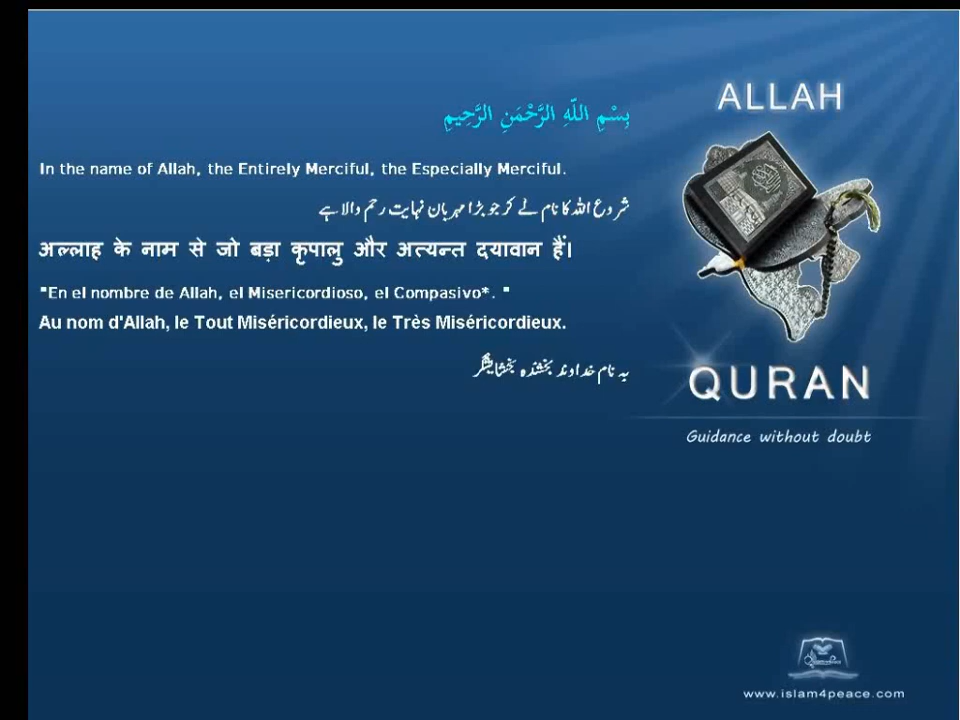 بِسْمِ اللّهِ الرَّحْمَنِ الرَّحِيمِ
In the name of Allah, the Entirely Merciful, the Especially Merciful.
شروع الله کا نام لے کر جو بڑا مہربان نہایت رحم والا ہے
अल्लाह के नाम से जो बड़ा कृपालु और अत्यन्त दयावान हैं।
"En el nombre de Allah, el Misericordioso, el Compasivo*. "
Au nom d'Allah, le Tout Miséricordieux, le Très Miséricordieux.
به نام خداوند بخشنده بخشایشگر
ALLAH
QURAN
Guidance without doubt
www.islam4peace.com